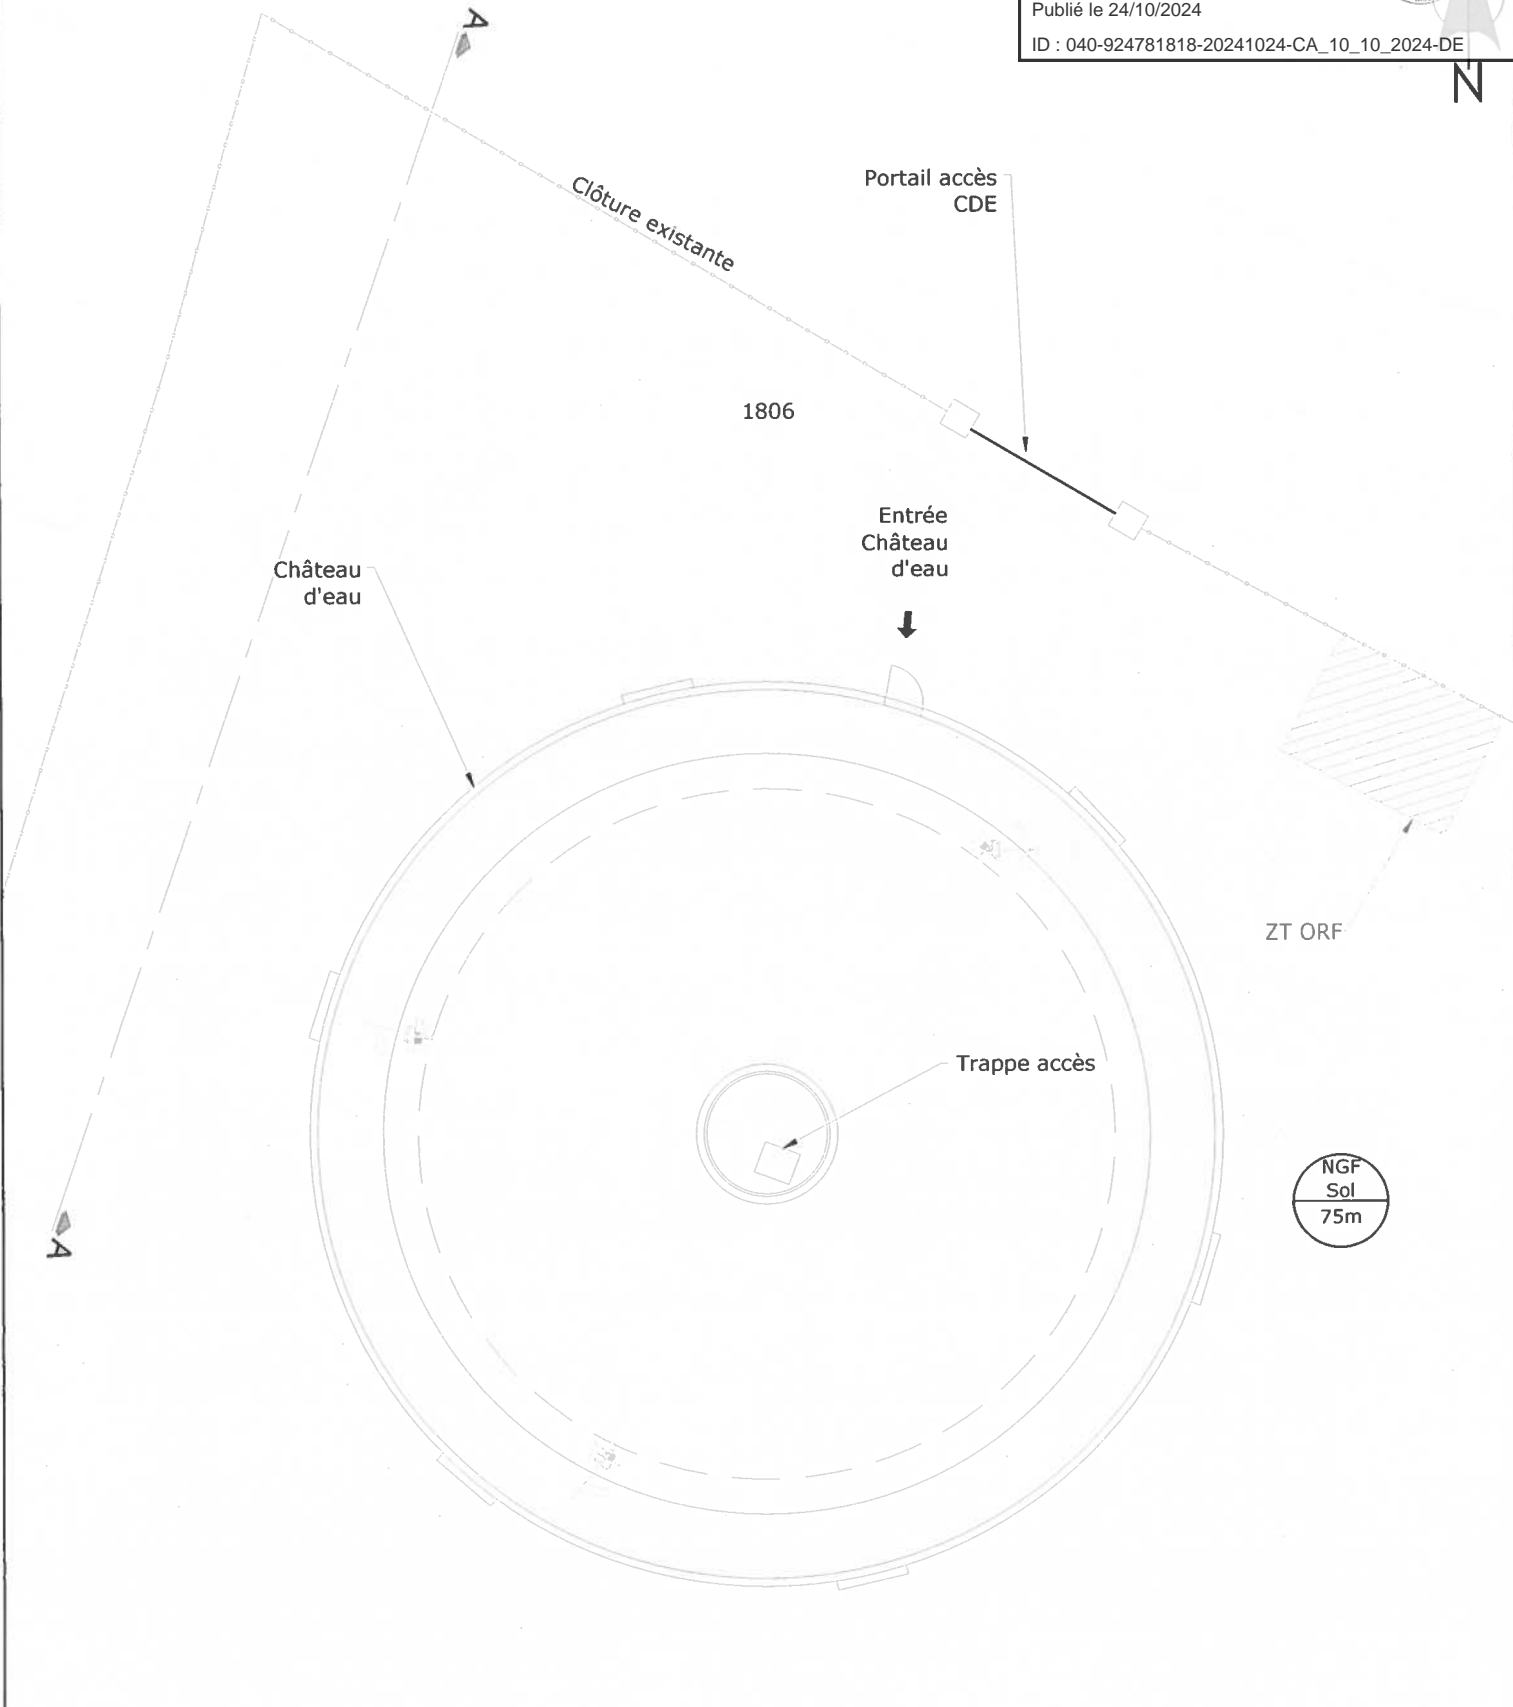 Publié le 24/10/2024
ID : 040-924781818-20241024-CA_10_10_2024-DE
N
A
Portail accès
CDE
Clôture existante
1806
Entrée
Château
d'eau
Château
d'eau
ZT ORF
Trappe accès
NGF
Sol
75m
A